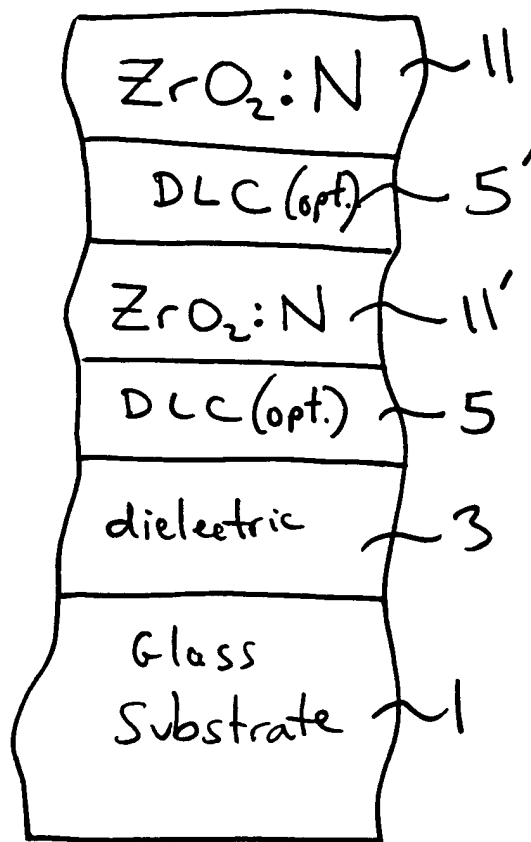 ZrO₂:N 11
DLC (opt.) 5′
ZrO₂:N 11′
DLC (opt.) 5
dielectric 3
Glass
Substrate 1